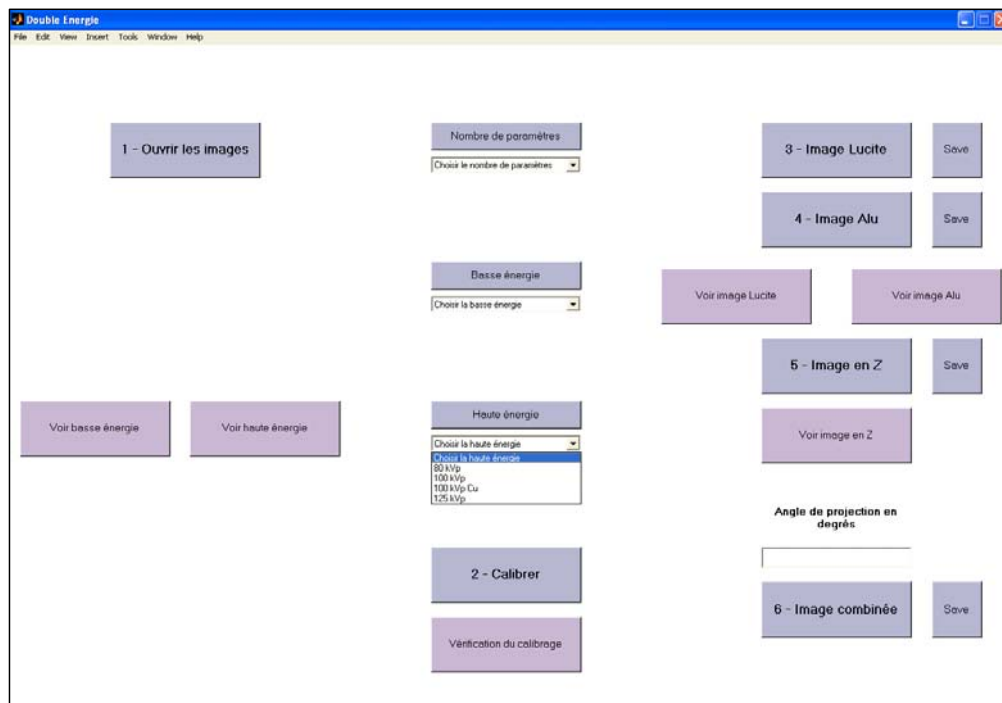 Double Energie
File Edit View Insert Tools Window Help
1 - Ouvrir les images
Nombre de paramètres
Choisir le nombre de paramètres
3 - Image Lucite
Save
4 - Image Alu
Save
Basse énergie
Choisir la basse énergie
Voir image Lucite
Voir image Alu
5 - Image en Z
Save
Voir basse énergie
Voir haute énergie
Haute énergie
Choisir la haute énergie
Choisir la haute énergie
80 kVp
100 kVp
100 kVp Cu
125 kVp
Voir image en Z
Angle de projection en
degrés
2 - Calibrer
6 - Image combinée
Save
Vérification du calibrage